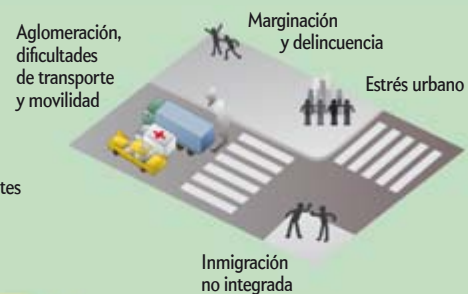 Aglomeración,
dificultades
de transporte
y movilidad
Marginación
y delincuencia
Estrés urbano
Inmigración
no integrada